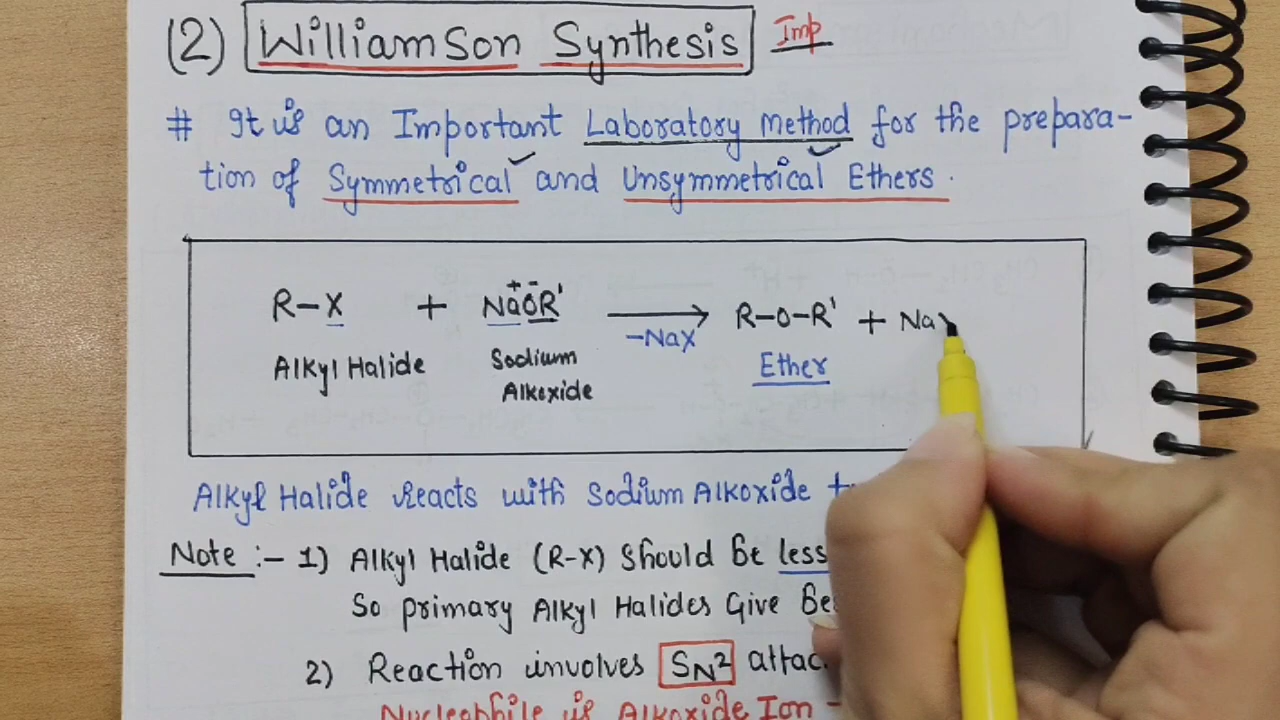 (2) Williamson Synthesis Imp
# It is an Important Laboratory Method for the prepara-
tion of Symmetrical and Unsymmetrical Ethers.
R-X + Na⁺O⁻R' → R-O-R' + Na
-NaX
Alkyl Halide Sodium Alkoxide Ether
Alkyl Halide reacts with Sodium Alkoxide
Note :- 1) Alkyl Halide (R-X) Should be less
So primary Alkyl Halides Give
2) Reaction involves SN²
Nucleophile is Alkoxide Ion -